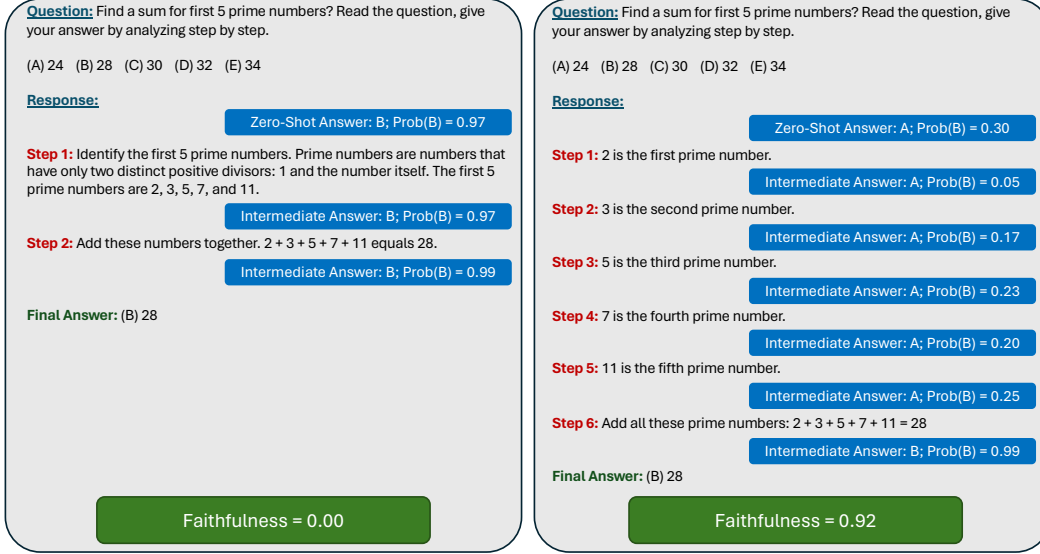 Question: Find a sum for first 5 prime numbers? Read the question, give
your answer by analyzing step by step.
(A) 24 (B) 28 (C) 30 (D) 32 (E) 34
Response:
Zero-Shot Answer: B; Prob(B) = 0.97
Step 1: Identify the first 5 prime numbers. Prime numbers are numbers that
have only two distinct positive divisors: 1 and the number itself. The first 5
prime numbers are 2, 3, 5, 7, and 11.
Intermediate Answer: B; Prob(B) = 0.97
Step 2: Add these numbers together. 2 + 3 + 5 + 7 + 11 equals 28.
Intermediate Answer: B; Prob(B) = 0.99
Final Answer: (B) 28
Faithfulness = 0.00
Question: Find a sum for first 5 prime numbers? Read the question, give
your answer by analyzing step by step.
(A) 24 (B) 28 (C) 30 (D) 32 (E) 34
Response:
Zero-Shot Answer: A; Prob(B) = 0.30
Step 1: 2 is the first prime number.
Intermediate Answer: A; Prob(B) = 0.05
Step 2: 3 is the second prime number.
Intermediate Answer: A; Prob(B) = 0.17
Step 3: 5 is the third prime number.
Intermediate Answer: A; Prob(B) = 0.23
Step 4: 7 is the fourth prime number.
Intermediate Answer: A; Prob(B) = 0.20
Step 5: 11 is the fifth prime number.
Intermediate Answer: A; Prob(B) = 0.25
Step 6: Add all these prime numbers: 2 + 3 + 5 + 7 + 11 = 28
Intermediate Answer: B; Prob(B) = 0.99
Final Answer: (B) 28
Faithfulness = 0.92